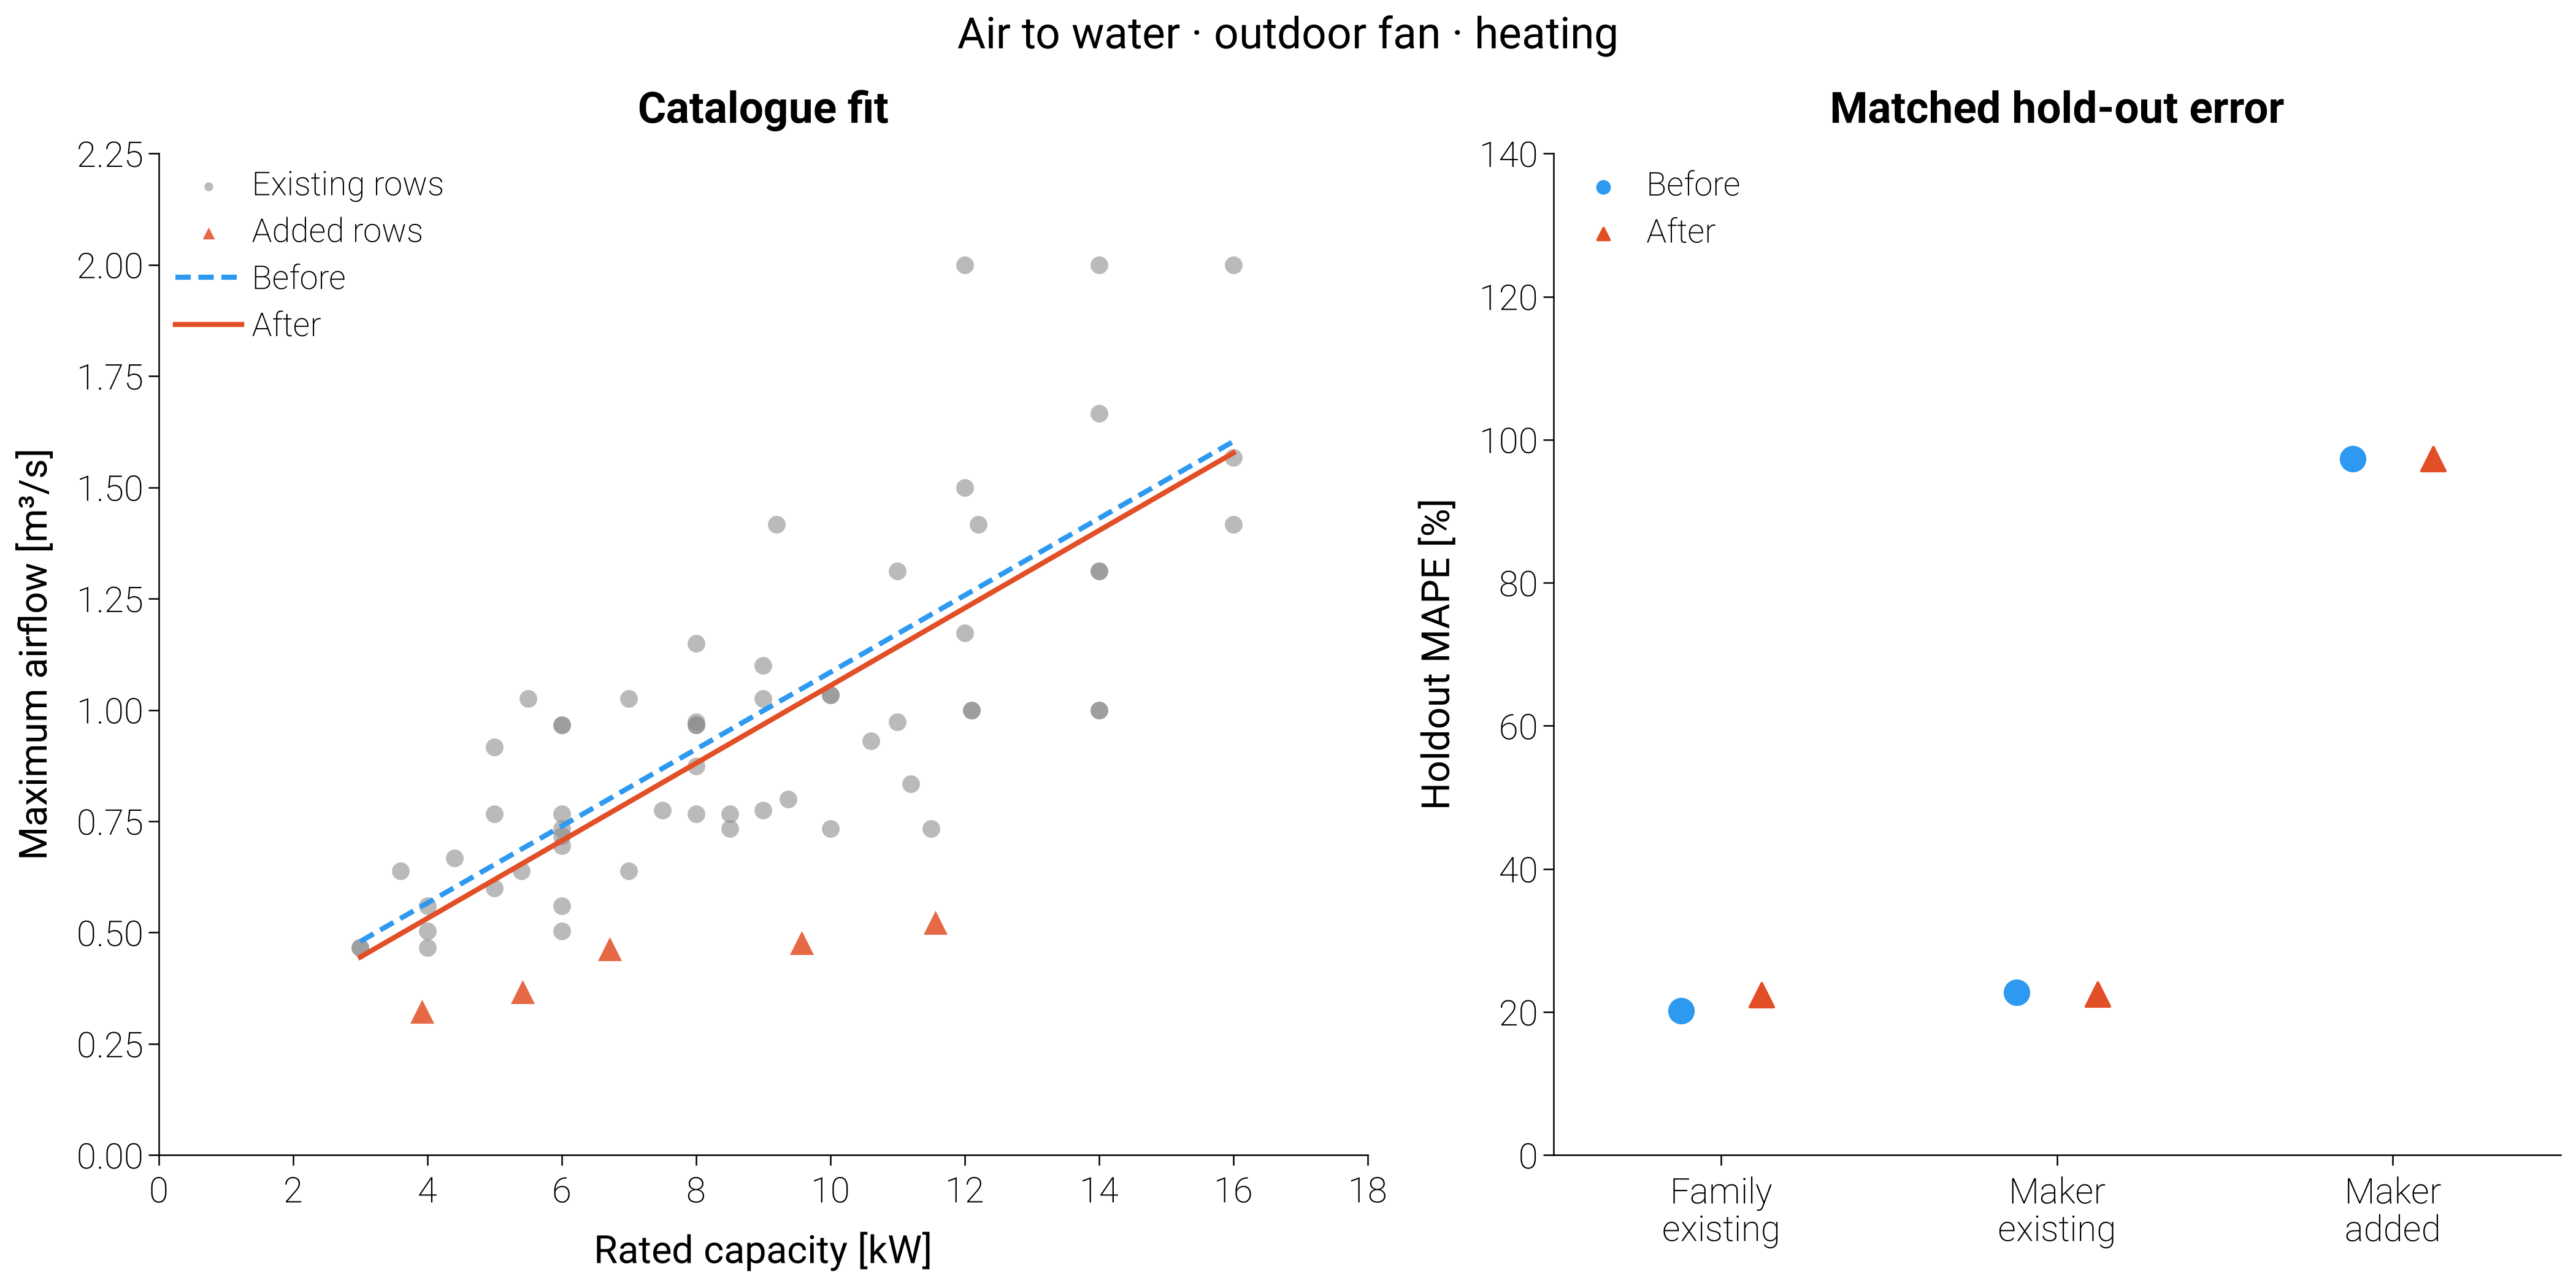 Air to water · outdoor fan · heating
Catalogue fit
2.25
2.00
1.75
1.50
1.25
1.00
0.75
0.50
0.25
0.00
Maximum airflow [m³/s]
Existing rows
Added rows
Before
After
0 2 4 6 8 10 12 14 16 18
Rated capacity [kW]
Matched hold-out error
140
120
100
80
60
40
20
0
Holdout MAPE [%]
Before
After
Family
existing
Maker
existing
Maker
added